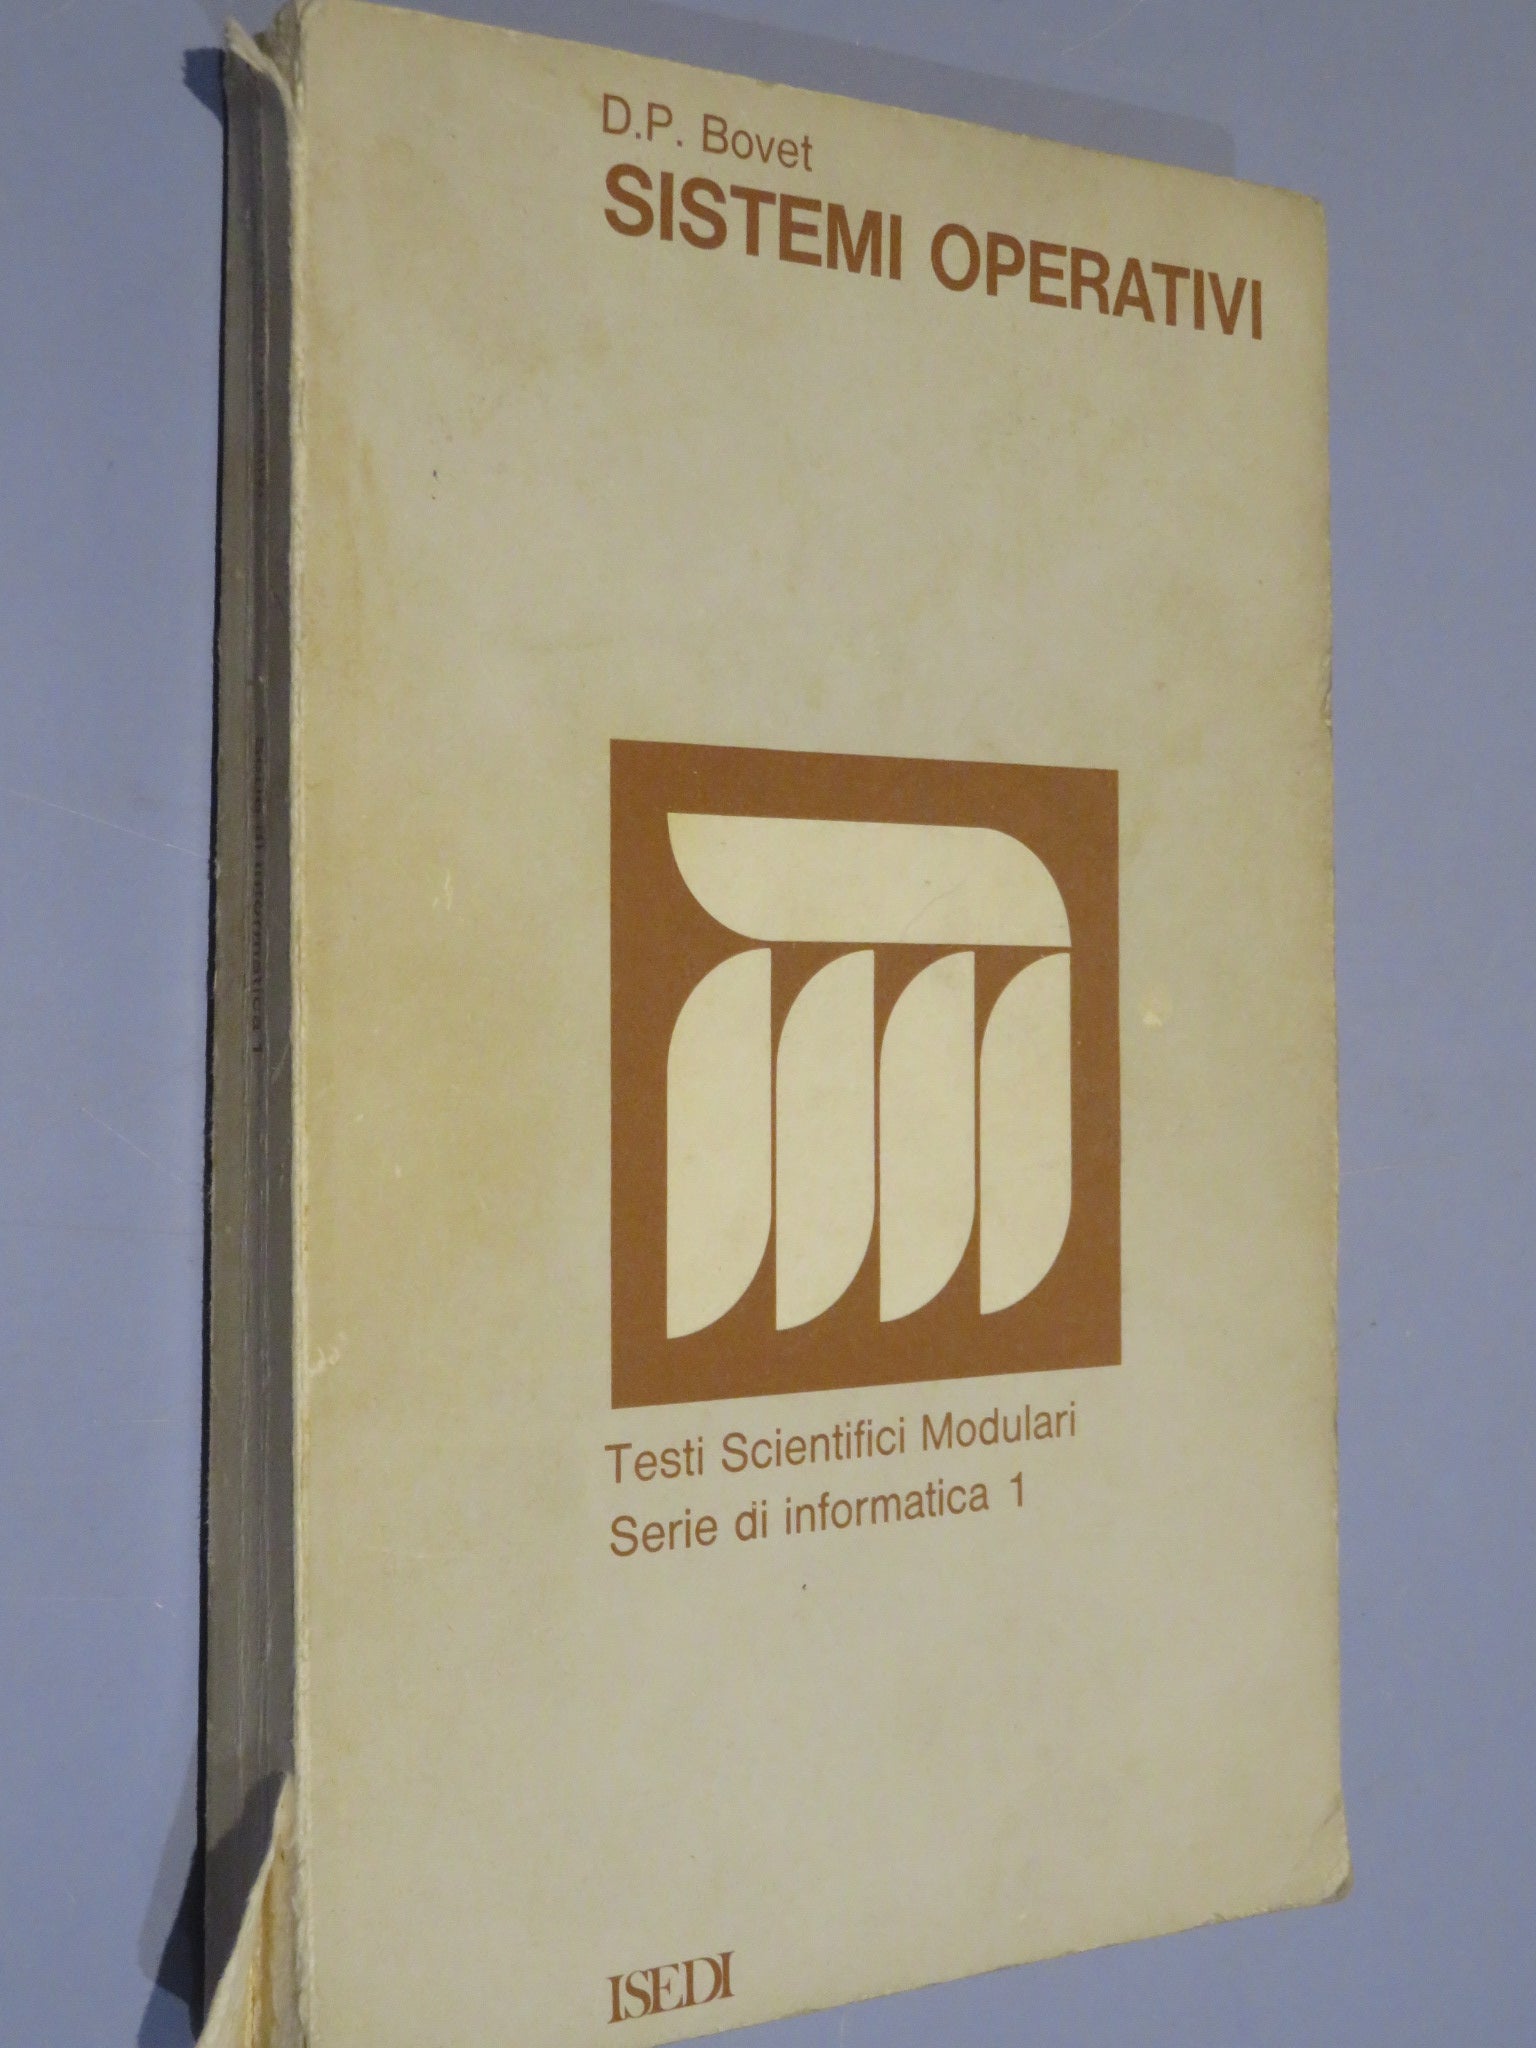 D.P. Bovet
SISTEMI OPERATIVI
Testi Scientifici Modulari
Serie di informatica 1
ISEDI